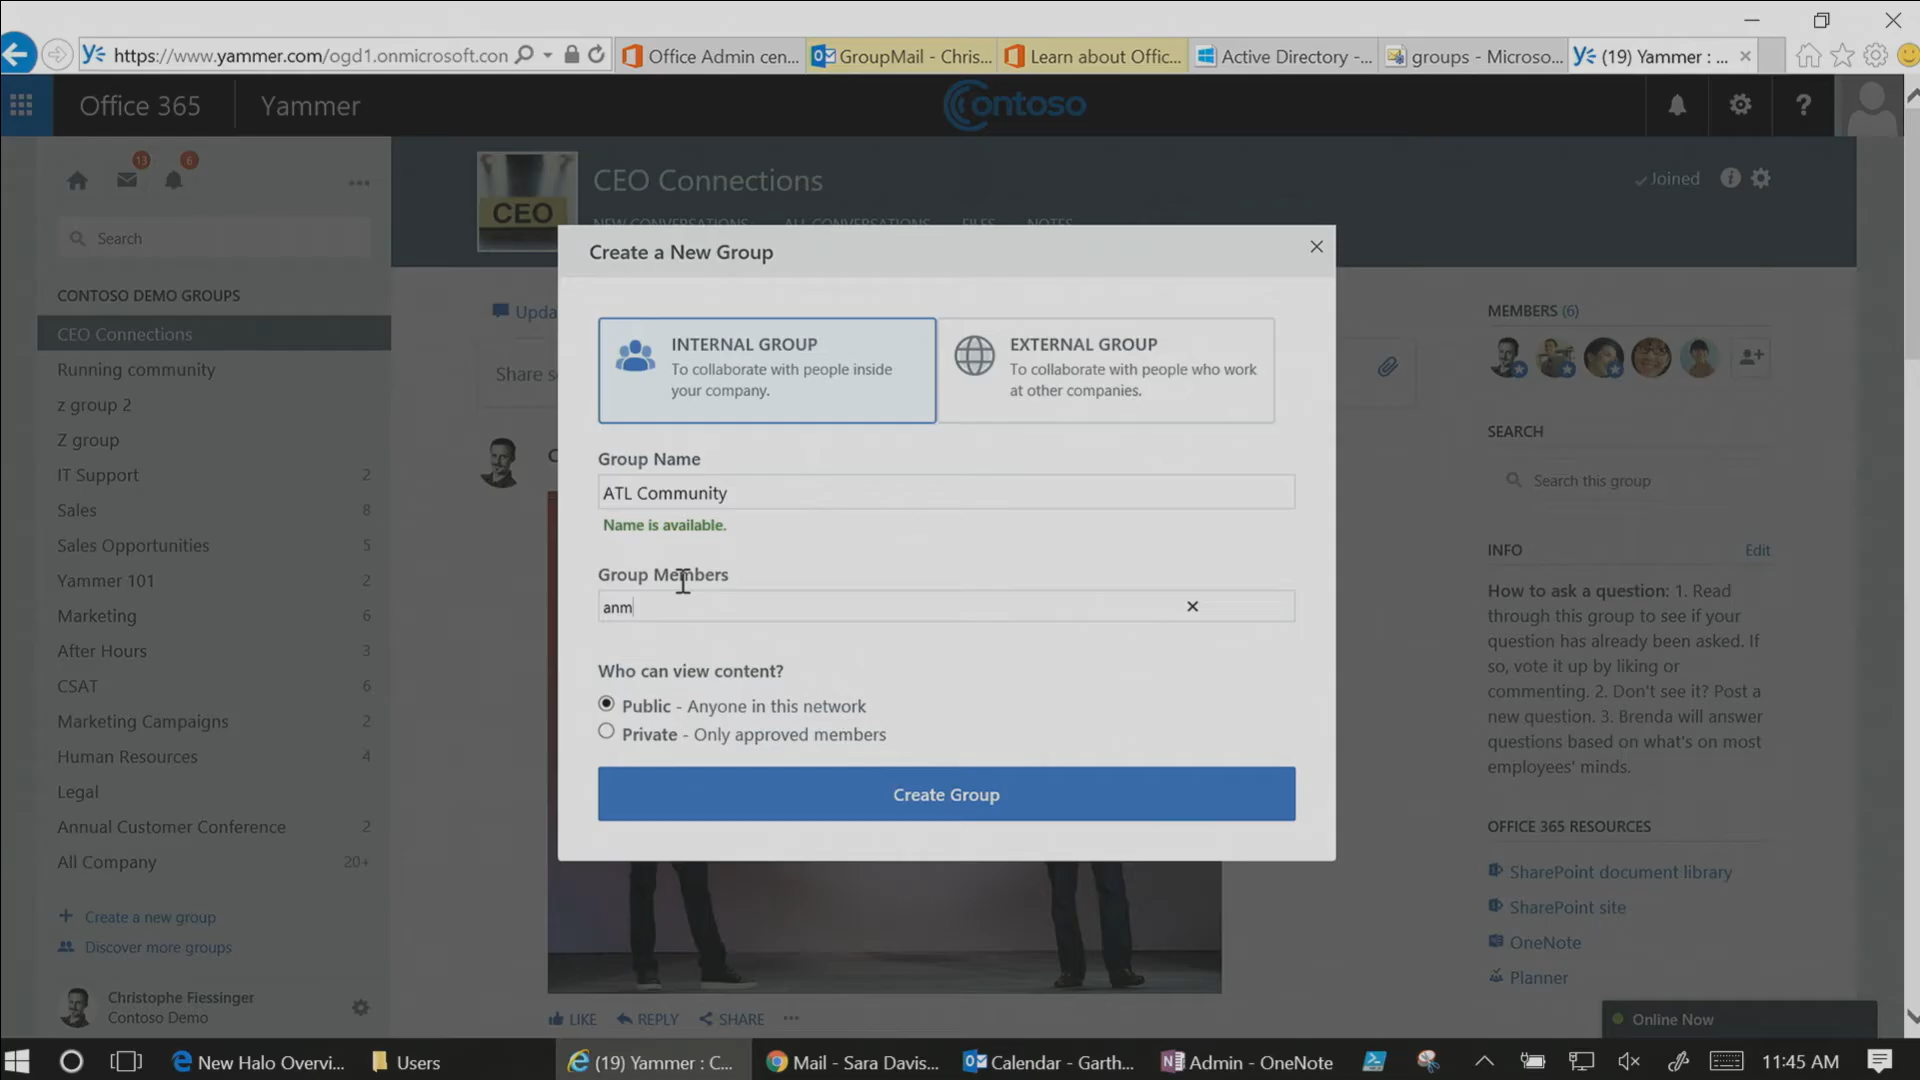 https://www.yammer.com/ogd1.onmicrosoft.con
Office Admin cen...
GroupMail - Chris...
Learn about Offic...
Active Directory -...
groups - Microso...
(19) Yammer : ...
Office 365
Yammer
Contoso
?
13
6
Search
CONTOSO DEMO GROUPS
CEO Connections
Running community
z group 2
Z group
IT Support 2
Sales 8
Sales Opportunities 5
Yammer 101 2
Marketing 6
After Hours 3
CSAT 6
Marketing Campaigns 2
Human Resources 4
Legal
Annual Customer Conference 2
All Company 20+
Create a new group
Discover more groups
Christophe Fiessinger
Contoso Demo
CEO
CEO Connections
Joined
NEW CONVERSATIONS ALL CONVERSATIONS FILES NOTES
Upda
Share s
C
Create a New Group
INTERNAL GROUP
To collaborate with people inside
your company.
EXTERNAL GROUP
To collaborate with people who work
at other companies.
Group Name
ATL Community
Name is available.
Group Members
anm
Who can view content?
Public - Anyone in this network
Private - Only approved members
Create Group
LIKE REPLY SHARE
MEMBERS (6)
SEARCH
Search this group
INFO Edit
How to ask a question: 1. Read
through this group to see if your
question has already been asked. If
so, vote it up by liking or
commenting. 2. Don't see it? Post a
new question. 3. Brenda will answer
questions based on what's on most
employees' minds.
OFFICE 365 RESOURCES
SharePoint document library
SharePoint site
OneNote
Planner
Online Now
New Halo Overvi...
Users
(19) Yammer : C...
Mail - Sara Davis...
Calendar - Garth...
Admin - OneNote
11:45 AM